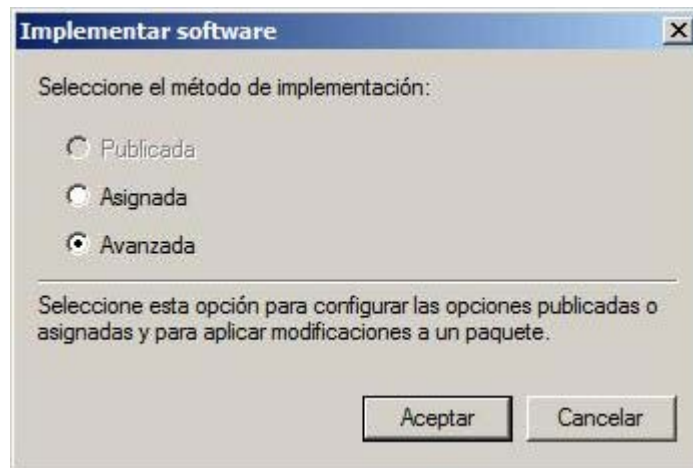 Implementar software
Seleccione el método de implementación:
Publicada
Asignada
Avanzada
Seleccione esta opción para configurar las opciones publicadas o
asignadas y para aplicar modificaciones a un paquete.
Aceptar
Cancelar